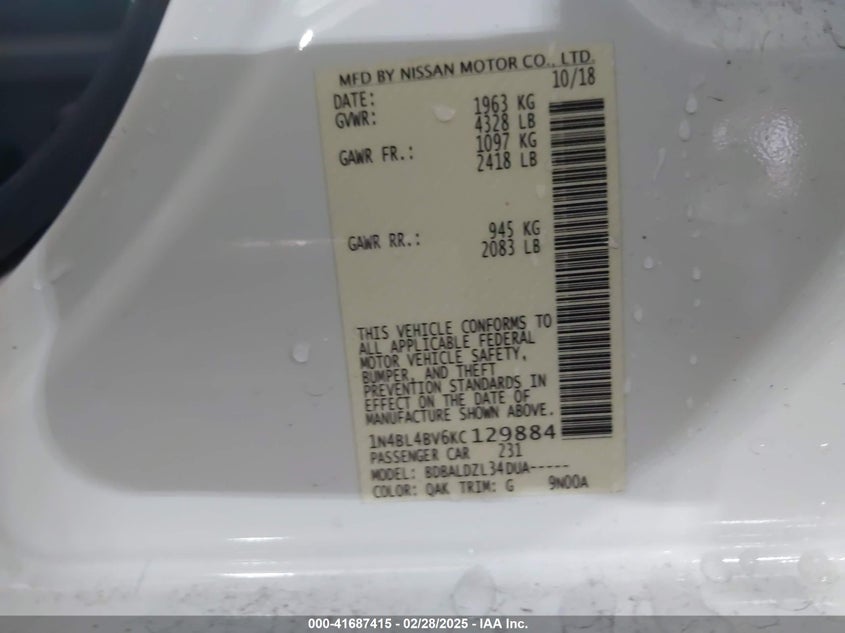 MFD BY NISSAN MOTOR CO., LTD.
DATE: 10/18
GVWR: 1963 KG
4328 LB
GAWR FR.: 1097 KG
2418 LB
GAWR RR.: 945 KG
2083 LB
THIS VEHICLE CONFORMS TO
ALL APPLICABLE FEDERAL
MOTOR VEHICLE SAFETY,
BUMPER, AND THEFT
PREVENTION STANDARDS IN
EFFECT ON THE DATE OF
MANUFACTURE SHOWN ABOVE.
1N4BL4BV6KC129884
PASSENGER CAR 231
MODEL: BDBALDZL34DUA-----
COLOR: QAK TRIM: G 9N00A
000-41687415 - 02/28/2025 - IAA Inc.